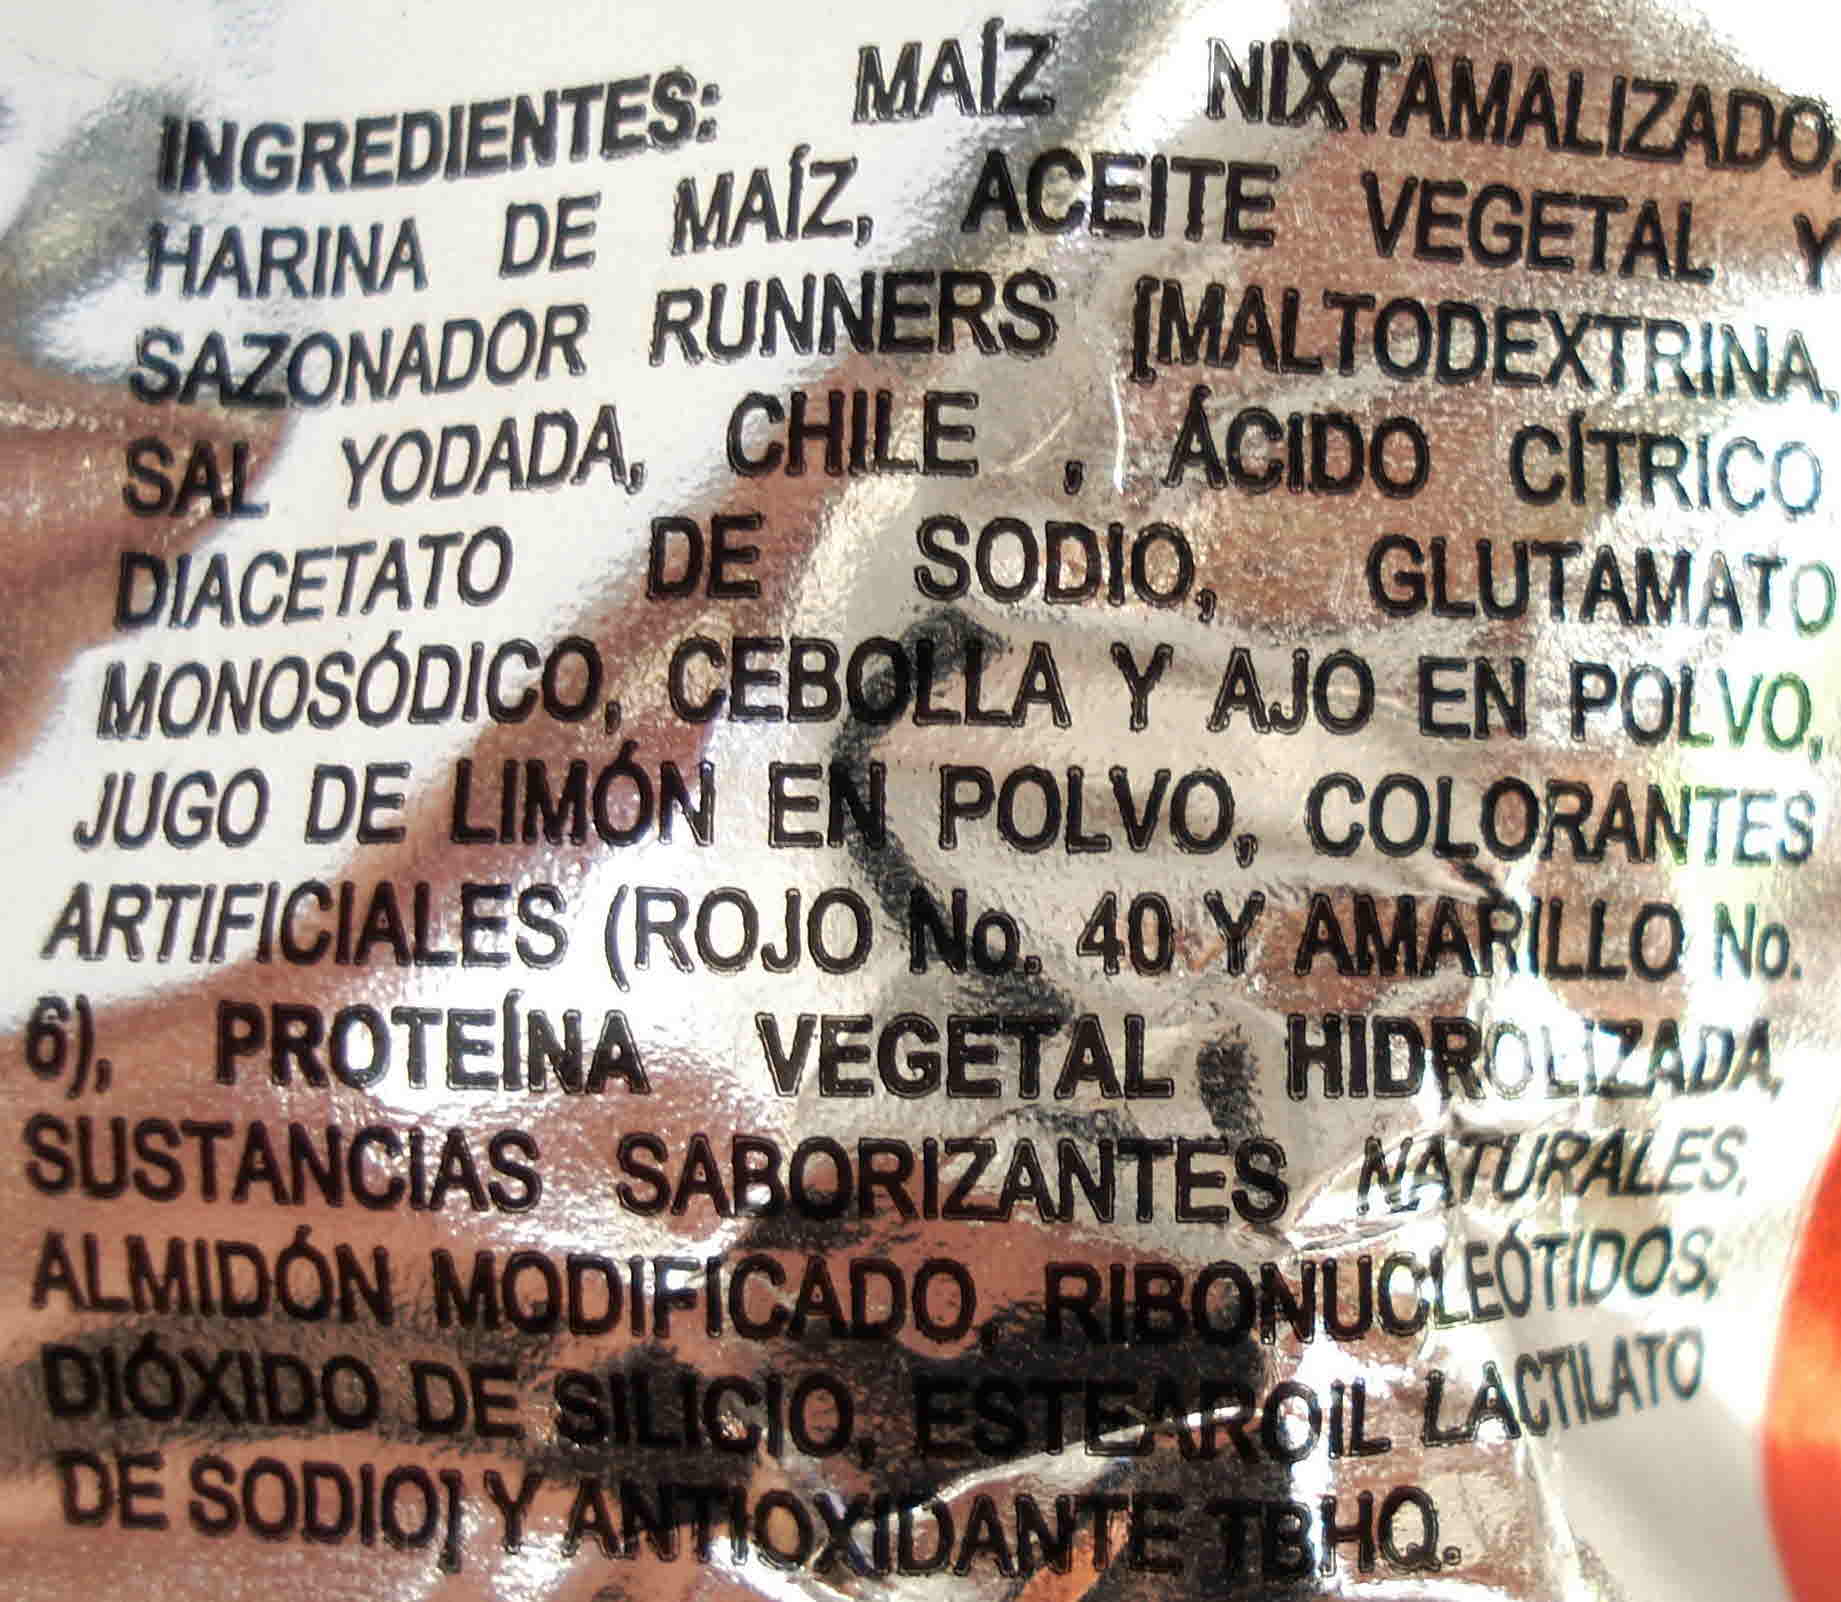 INGREDIENTES: MAÍZ NIXTAMALIZADO,
HARINA DE MAÍZ, ACEITE VEGETAL Y
SAZONADOR RUNNERS [MALTODEXTRINA,
SAL YODADA, CHILE , ÁCIDO CÍTRICO
DIACETATO DE SODIO, GLUTAMATO
MONOSÓDICO, CEBOLLA Y AJO EN POLVO,
JUGO DE LIMÓN EN POLVO, COLORANTES
ARTIFICIALES (ROJO No. 40 Y AMARILLO No.
6), PROTEÍNA VEGETAL HIDROLIZADA,
SUSTANCIAS SABORIZANTES NATURALES,
ALMIDÓN MODIFICADO, RIBONUCLEÓTIDOS,
DIÓXIDO DE SILICIO, ESTEAROIL LACTILATO
DE SODIO] Y ANTIOXIDANTE TBHQ.